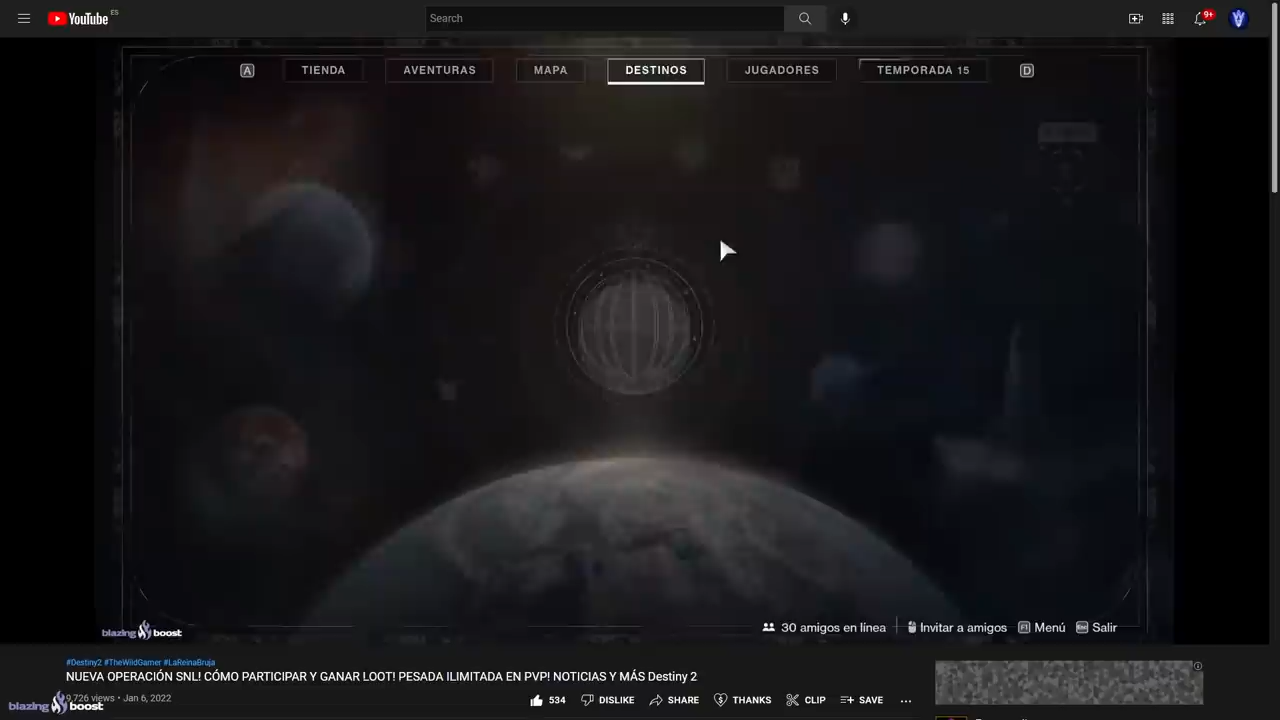 YouTube ES
Search
9+
A TIENDA AVENTURAS MAPA DESTINOS JUGADORES TEMPORADA 15 D
30 amigos en línea Invitar a amigos F1 Menú Esc Salir
blazing boost
#Destiny2 #TheWildGamer #LaReinaBruja
NUEVA OPERACIÓN SNL! CÓMO PARTICIPAR Y GANAR LOOT! PESADA ILIMITADA EN PVP! NOTICIAS Y MÁS Destiny 2
9,726 views • Jan 6, 2022
534 DISLIKE SHARE THANKS CLIP SAVE ...
blazing boost